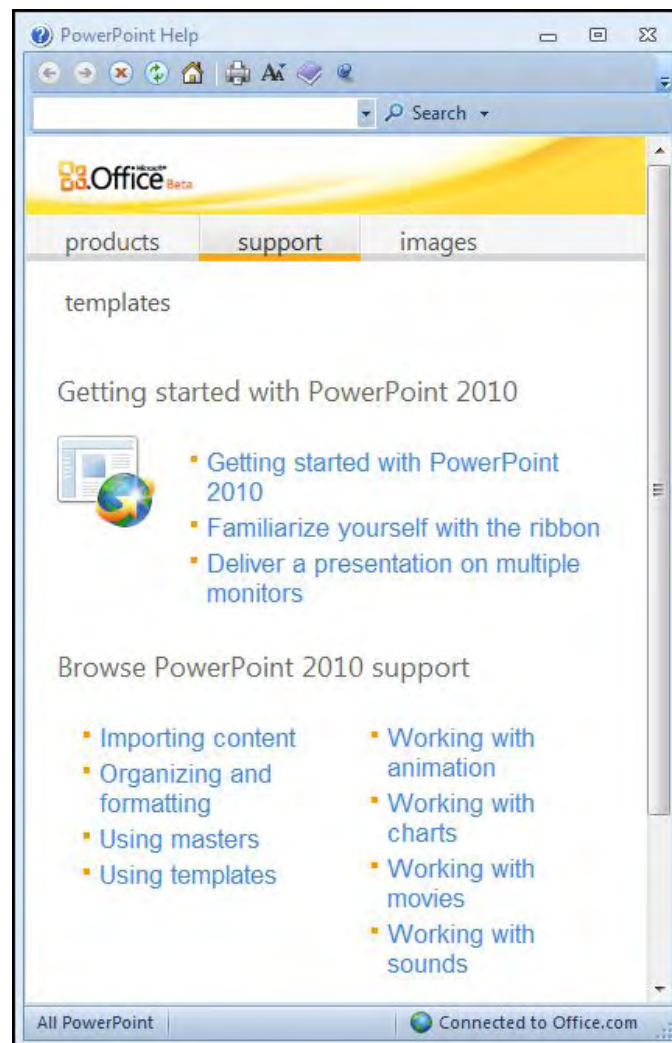 PowerPoint Help
Search
Microsoft®
Office Beta
products support images
templates
Getting started with PowerPoint 2010
Getting started with PowerPoint
2010
Familiarize yourself with the ribbon
Deliver a presentation on multiple
monitors
Browse PowerPoint 2010 support
Importing content
Organizing and
formatting
Using masters
Using templates
Working with
animation
Working with
charts
Working with
movies
Working with
sounds
All PowerPoint
Connected to Office.com